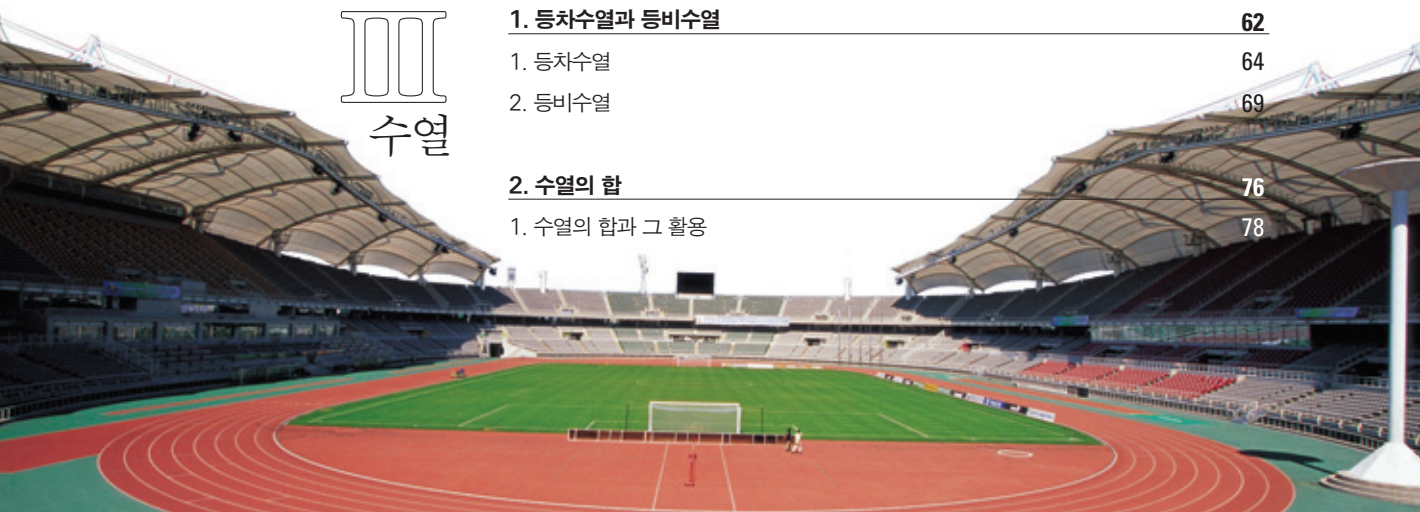 Ⅲ
수열
1. 등차수열과 등비수열 62
1. 등차수열 64
2. 등비수열 69
2. 수열의 합 76
1. 수열의 합과 그 활용 78